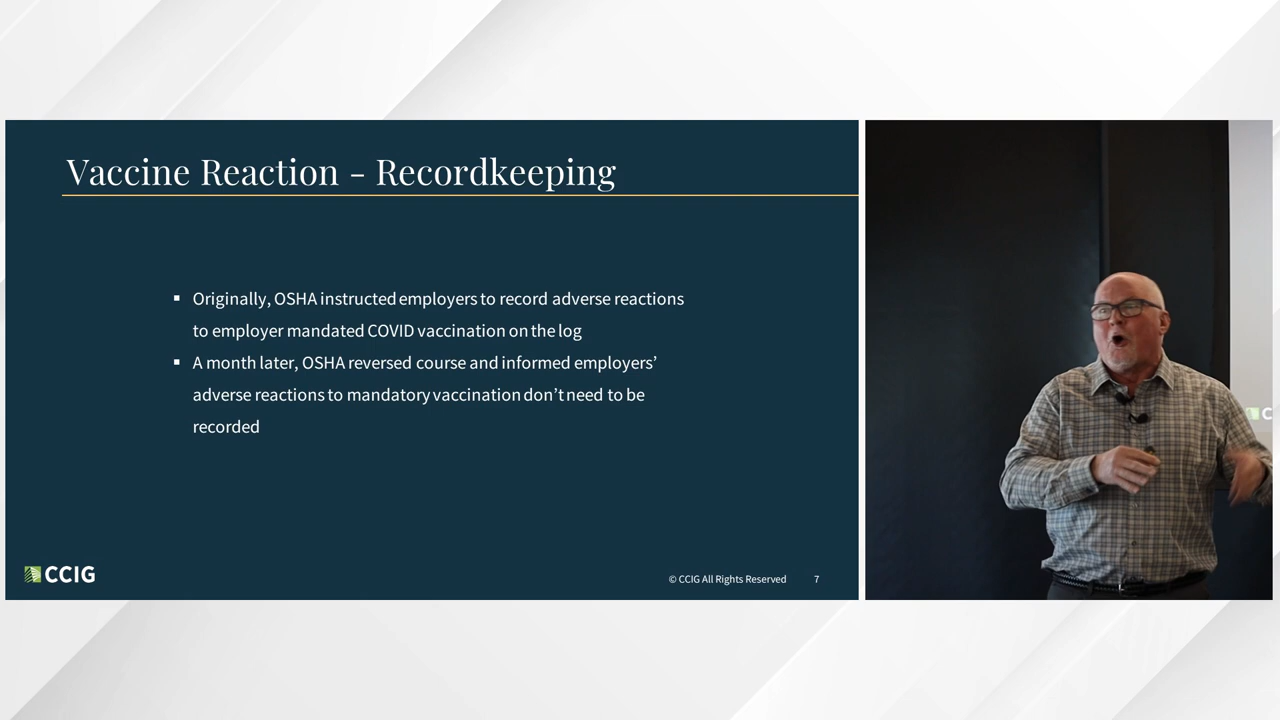 Vaccine Reaction - Recordkeeping
▪ Originally, OSHA instructed employers to record adverse reactions
to employer mandated COVID vaccination on the log
▪ A month later, OSHA reversed course and informed employers’
adverse reactions to mandatory vaccination don’t need to be
recorded
CCIG
© CCIG All Rights Reserved 7
C